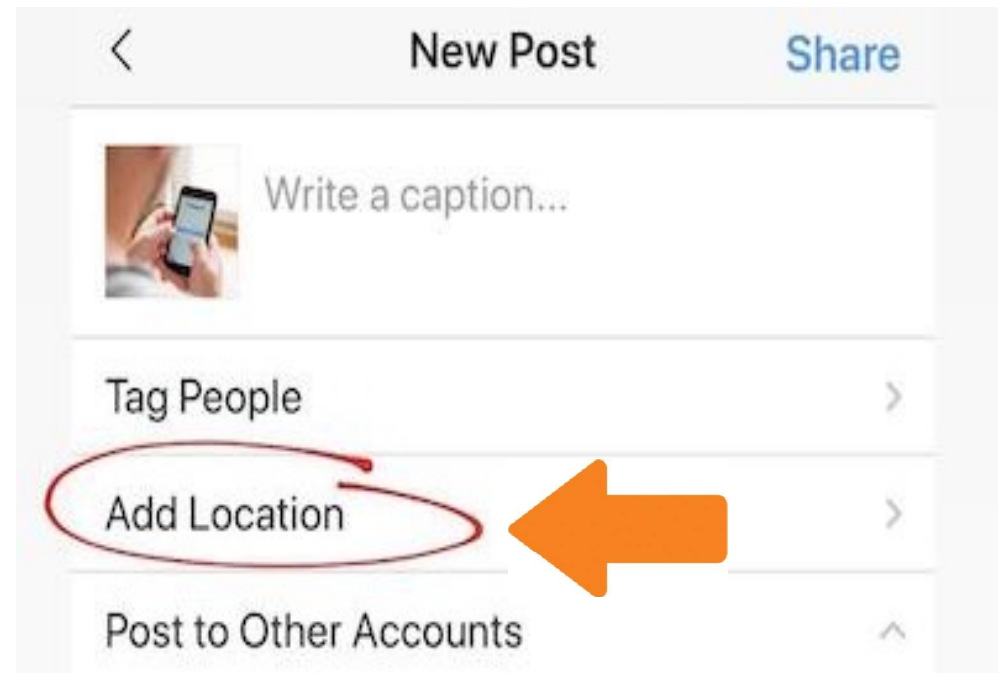 New Post
Share
Write a caption...
Tag People
Add Location
Post to Other Accounts